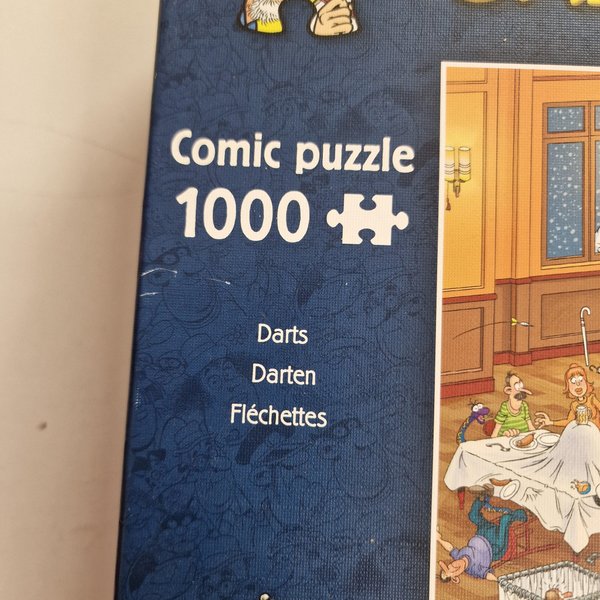 Comic puzzle
1000
Darts
Darten
Fléchettes